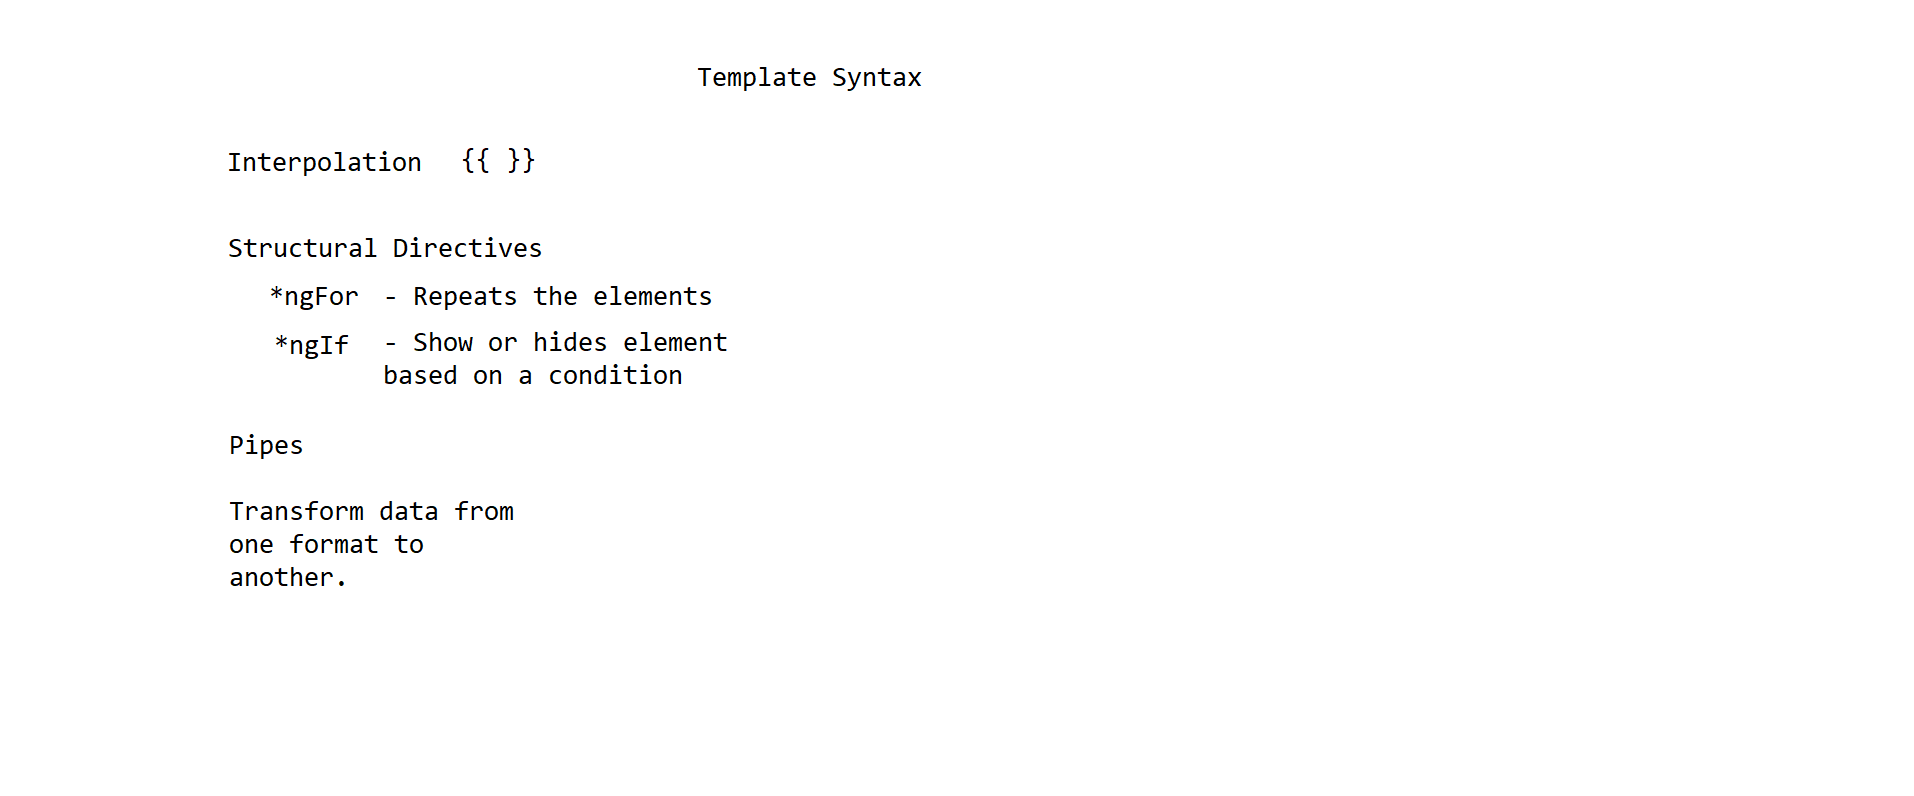 Template Syntax
Interpolation {{ }}
Structural Directives
*ngFor - Repeats the elements
*ngIf - Show or hides element
based on a condition
Pipes
Transform data from
one format to
another.